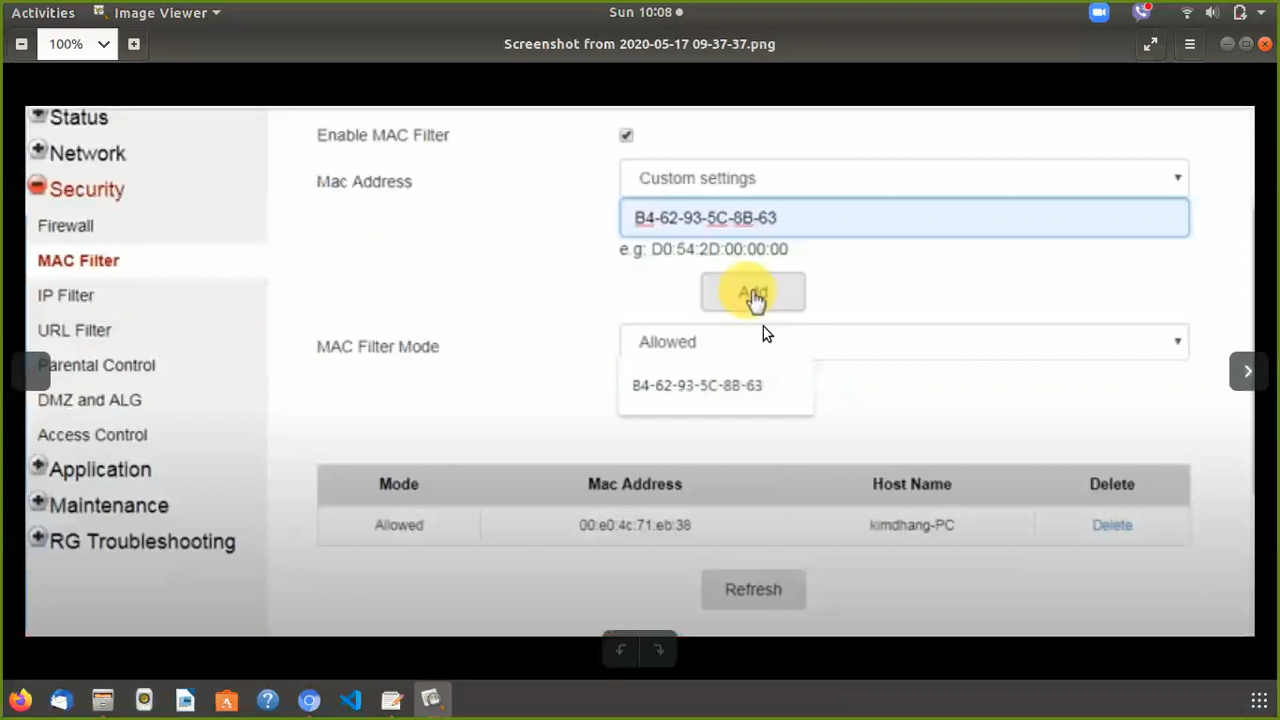 Activities Image Viewer Sun 10:08
100% Screenshot from 2020-05-17 09-37-37.png
Status
Network
Security
Firewall
MAC Filter
IP Filter
URL Filter
Parental Control
DMZ and ALG
Access Control
Application
Maintenance
RG Troubleshooting
Enable MAC Filter
Mac Address Custom settings
B4-62-93-5C-8B-63
e.g: D0:54:2D:00:00:00
Add
MAC Filter Mode Allowed
B4-62-93-5C-8B-63
Mode Mac Address Host Name Delete
Allowed 00:e0:4c:71:eb:38 kimdhang-PC Delete
Refresh